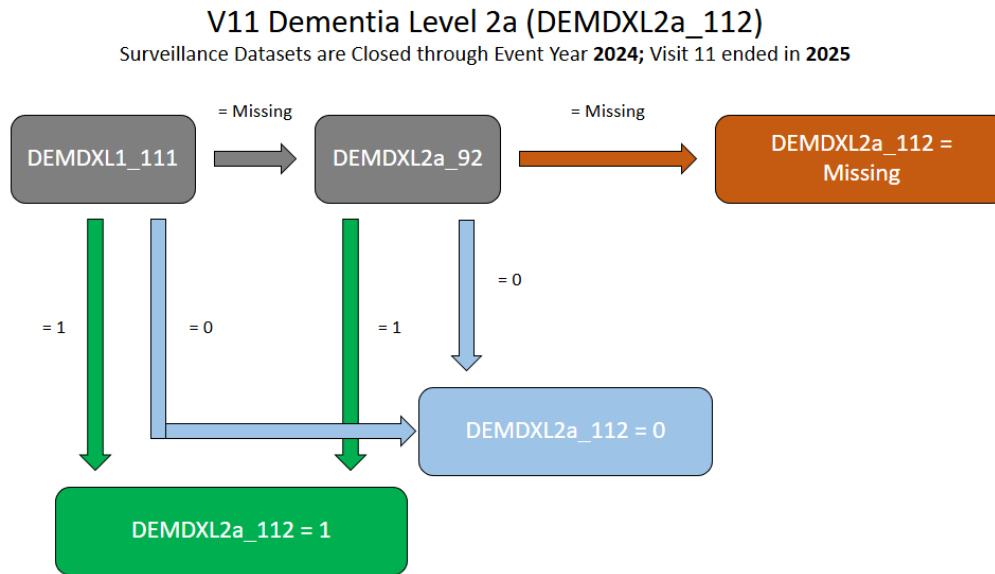 V11 Dementia Level 2a (DEMDXL2a_112)
Surveillance Datasets are Closed through Event Year 2024; Visit 11 ended in 2025
= Missing
= Missing
DEMDXL1_111
DEMDXL2a_92
DEMDXL2a_112 =
Missing
= 0
= 1
= 0
= 1
DEMDXL2a_112 = 0
DEMDXL2a_112 = 1